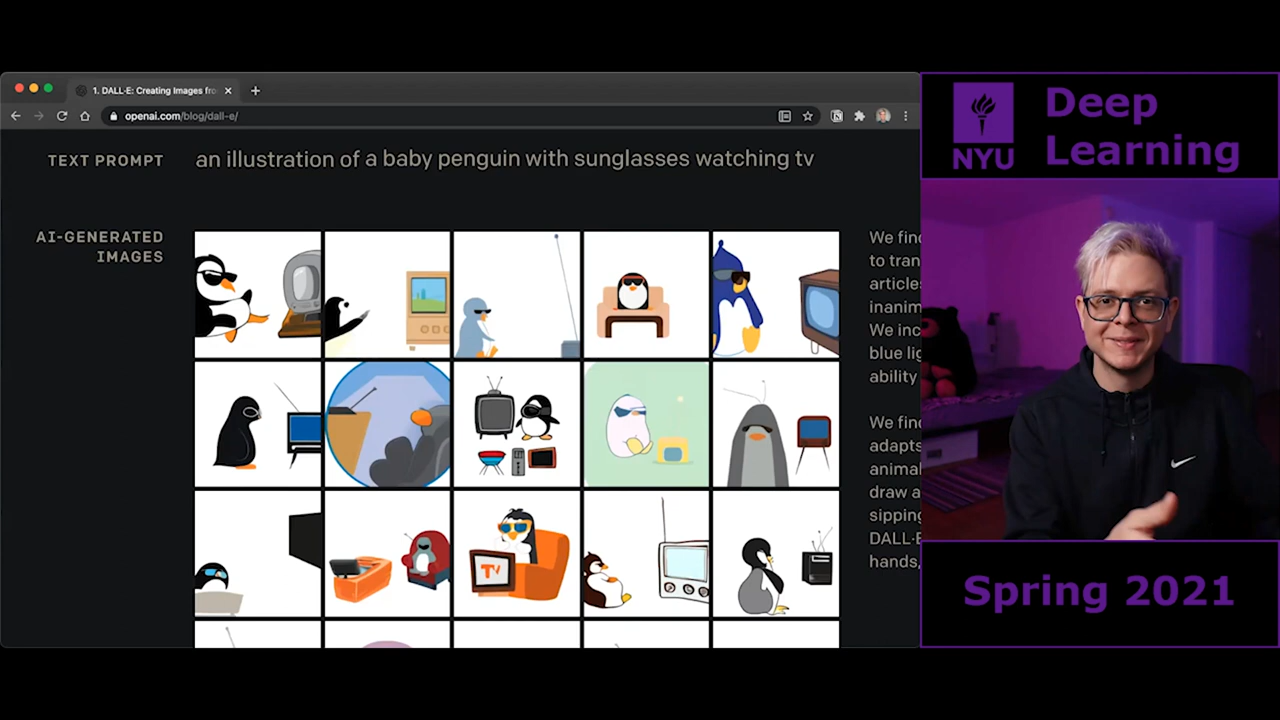 1. DALL·E: Creating Images fro
openai.com/blog/dall-e/
TEXT PROMPT
an illustration of a baby penguin with sunglasses watching tv
AI-GENERATED
IMAGES
We find
to tran
articles
inanim
We inc
blue lig
ability
We find
adapts
animal
draw a
sipping
DALL·E
hands,
TV
NYU
Deep
Learning
Spring 2021